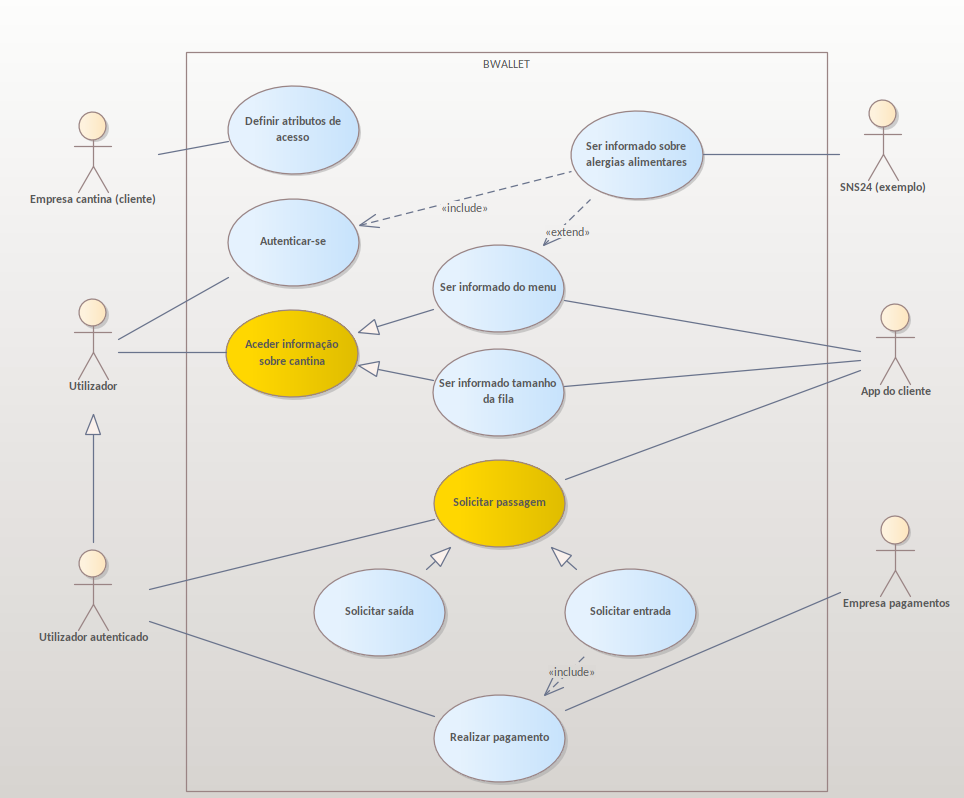 BWALLET
Definir atributos de
acesso
Empresa cantina (cliente)
Ser informado sobre
alergias alimentares
SNS24 (exemplo)
«include»
«extend»
Autenticar-se
Ser informado do menu
Utilizador
Aceder informação
sobre cantina
Ser informado tamanho
da fila
App do cliente
Solicitar passagem
Utilizador autenticado
Solicitar saída
Solicitar entrada
Empresa pagamentos
«include»
Realizar pagamento